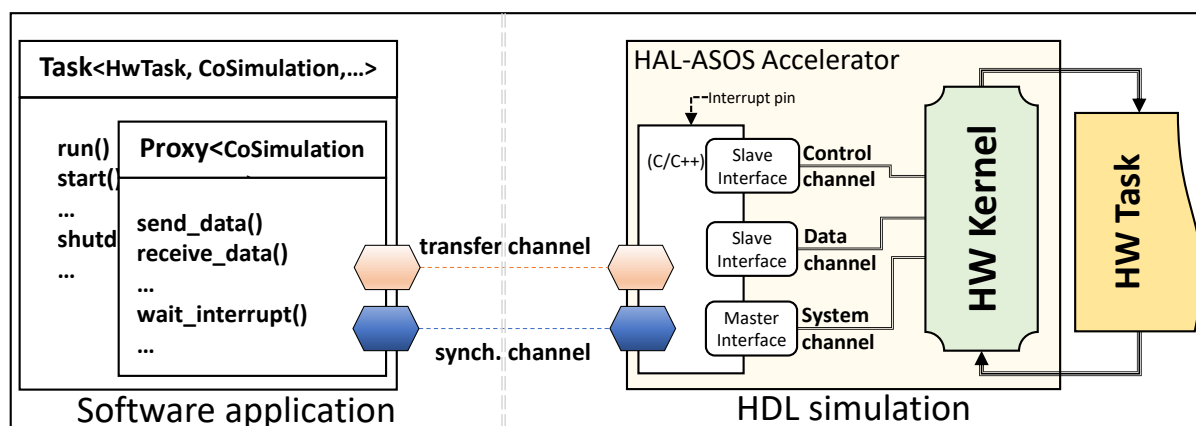 Task<HwTask, CoSimulation,...>
run()
start()
...
shutd
...
Proxy<CoSimulation
send_data()
receive_data()
...
wait_interrupt()
...
transfer channel
synch. channel
Software application
HAL-ASOS Accelerator
Interrupt pin
(C/C++)
Slave
Interface
Control
channel
Slave
Interface
Data
channel
Master
Interface
System
channel
HW Kernel
HW Task
HDL simulation